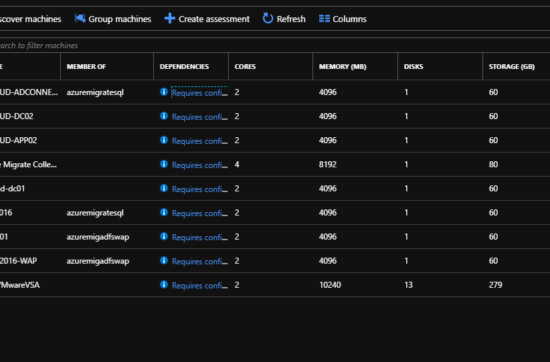 scover machines Group machines Create assessment Refresh Columns
earch to filter machines
E MEMBER OF DEPENDENCIES CORES MEMORY (MB) DISKS STORAGE (GB)
UD-ADCONNE... azuremigratesql Requires confi... 2 4096 1 60
UD-DC02 Requires confi... 2 4096 1 60
UD-APP02 Requires confi... 2 4096 1 60
e Migrate Colle... Requires confi... 4 8192 1 80
d-dc01 Requires confi... 2 4096 1 60
016 azuremigratesql Requires confi... 2 4096 1 60
01 azuremigadfswap Requires confi... 2 4096 1 60
2016-WAP azuremigadfswap Requires confi... 2 4096 1 60
VMwareVSA Requires confi... 2 10240 13 279